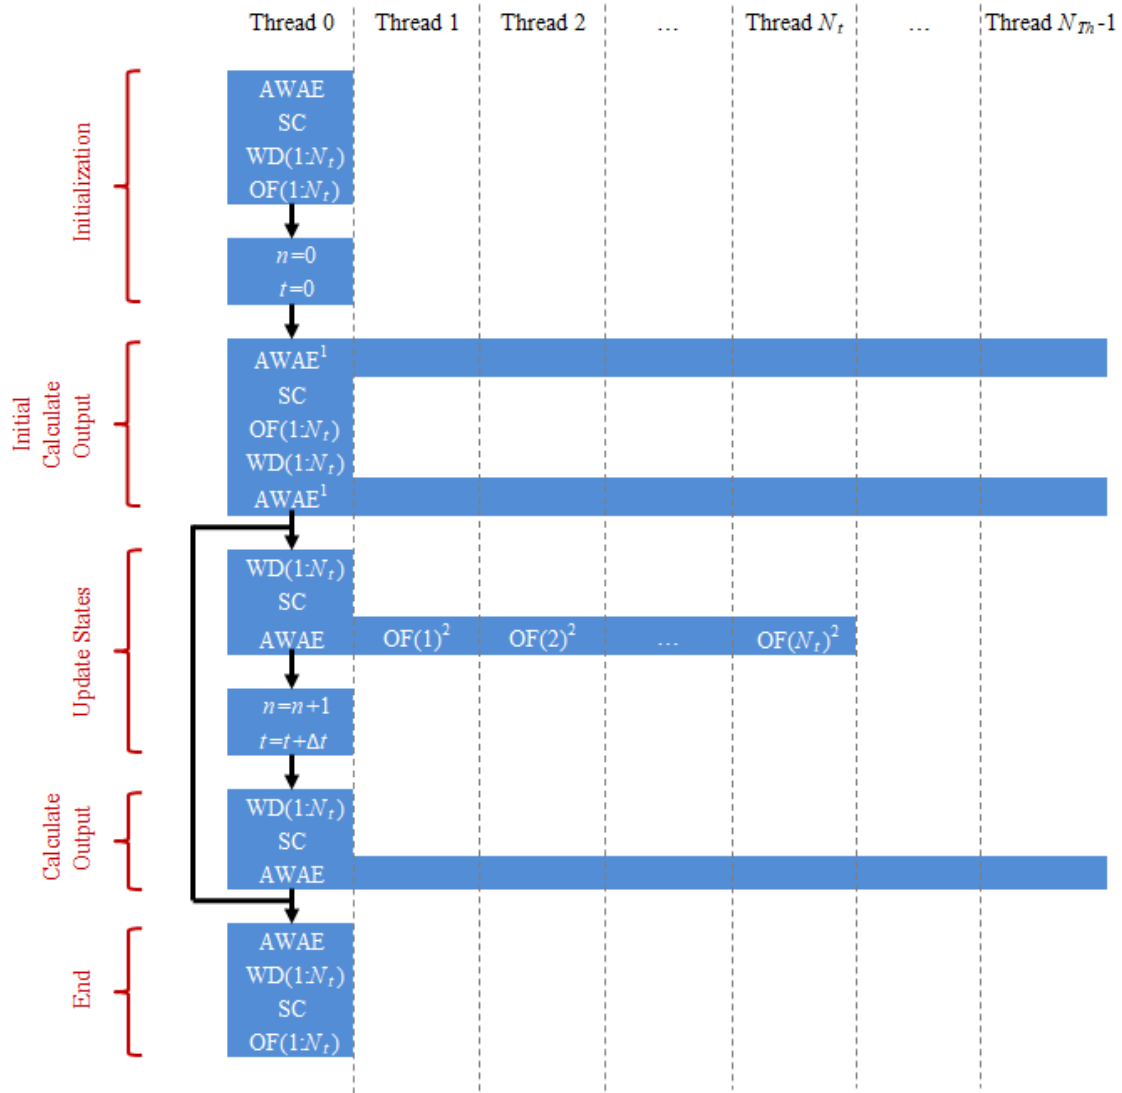 Thread 0 Thread 1 Thread 2 … Thread Nₜ … Thread N_Th-1
Initialization
AWAE
SC
WD(1:Nₜ)
OF(1:Nₜ)
n=0
t=0
Initial
Calculate
Output
AWAE¹
SC
OF(1:Nₜ)
WD(1:Nₜ)
AWAE¹
Update States
WD(1:Nₜ)
SC
AWAE OF(1)² OF(2)² … OF(Nₜ)²
n=n+1
t=t+Δt
Calculate
Output
WD(1:Nₜ)
SC
AWAE
End
AWAE
WD(1:Nₜ)
SC
OF(1:Nₜ)